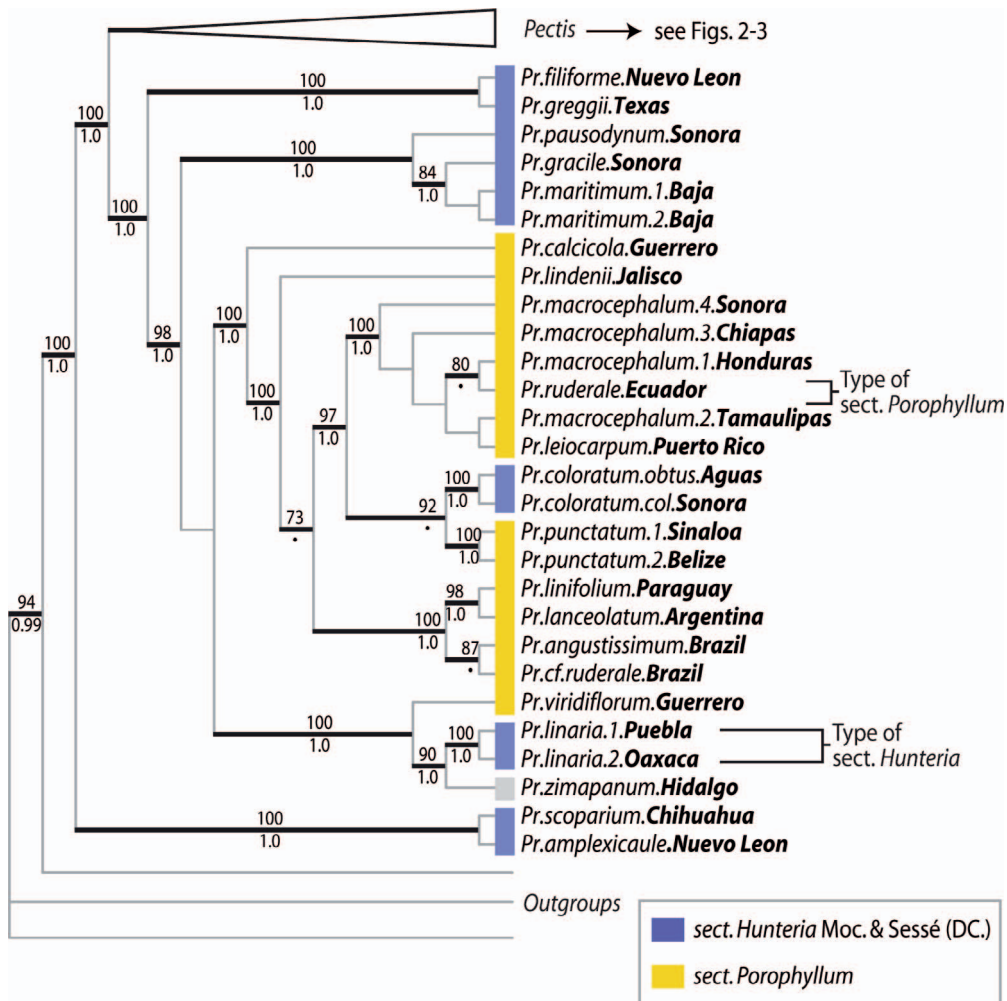 Pectis → see Figs. 2-3
100
1.0
Pr.filiforme.Nuevo Leon
Pr.greggii.Texas
100
1.0
Pr.pausodynum.Sonora
100
1.0
84
1.0
Pr.gracile.Sonora
Pr.maritimum.1.Baja
Pr.maritimum.2.Baja
100
1.0
Pr.calcicola.Guerrero
Pr.lindenii.Jalisco
Pr.macrocephalum.4.Sonora
100
1.0
98
1.0
100
1.0
Pr.macrocephalum.3.Chiapas
Pr.macrocephalum.1.Honduras
100
1.0
80
•
Pr.ruderale.Ecuador
Type of
sect. Porophyllum
100
1.0
97
1.0
Pr.macrocephalum.2.Tamaulipas
Pr.leiocarpum.Puerto Rico
Pr.coloratum.obtus.Aguas
100
1.0
Pr.coloratum.col.Sonora
73
•
92
•
Pr.punctatum.1.Sinaloa
100
1.0
Pr.punctatum.2.Belize
Pr.linifolium.Paraguay
98
1.0
94
0.99
Pr.lanceolatum.Argentina
100
1.0
Pr.angustissimum.Brazil
87
•
Pr.cf.ruderale.Brazil
Pr.viridiflorum.Guerrero
100
1.0
Pr.linaria.1.Puebla
100
1.0
Pr.linaria.2.Oaxaca
Type of
sect. Hunteria
90
1.0
Pr.zimapanum.Hidalgo
Pr.scoparium.Chihuahua
100
1.0
Pr.amplexicaule.Nuevo Leon
Outgroups
sect. Hunteria Moc. & Sessé (DC.)
sect. Porophyllum